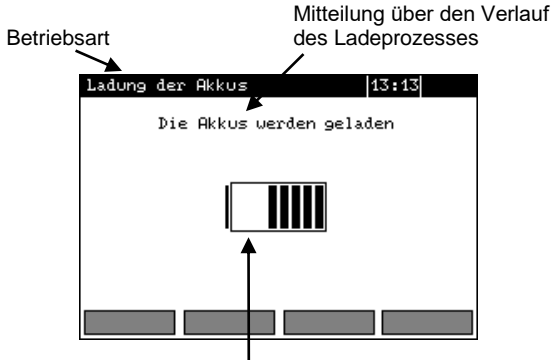 Mitteilung über den Verlauf
des Ladeprozesses
Betriebsart
Ladung der Akkus 13:13
Die Akkus werden geladen